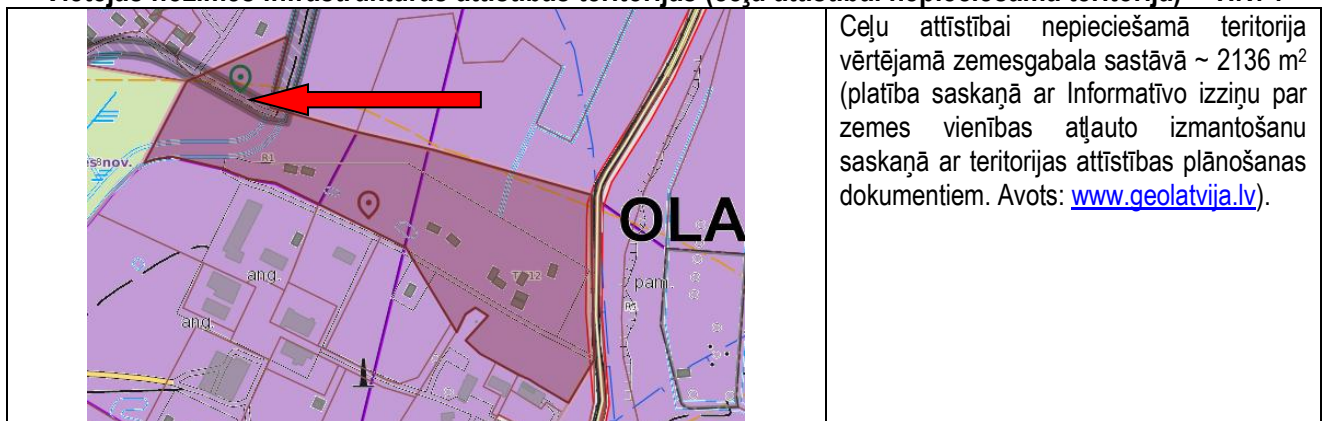 Ceļu attīstībai nepieciešamā teritorija
vērtējamā zemesgabala sastāvā ~ 2136 m²
(platība saskaņā ar Informatīvo izziņu par
zemes vienības atļauto izmantošanu
saskaņā ar teritorijas attīstības plānošanas
dokumentiem. Avots: www.geolatvija.lv).
nov.
R1
OLA
ang.
ang.
pam.